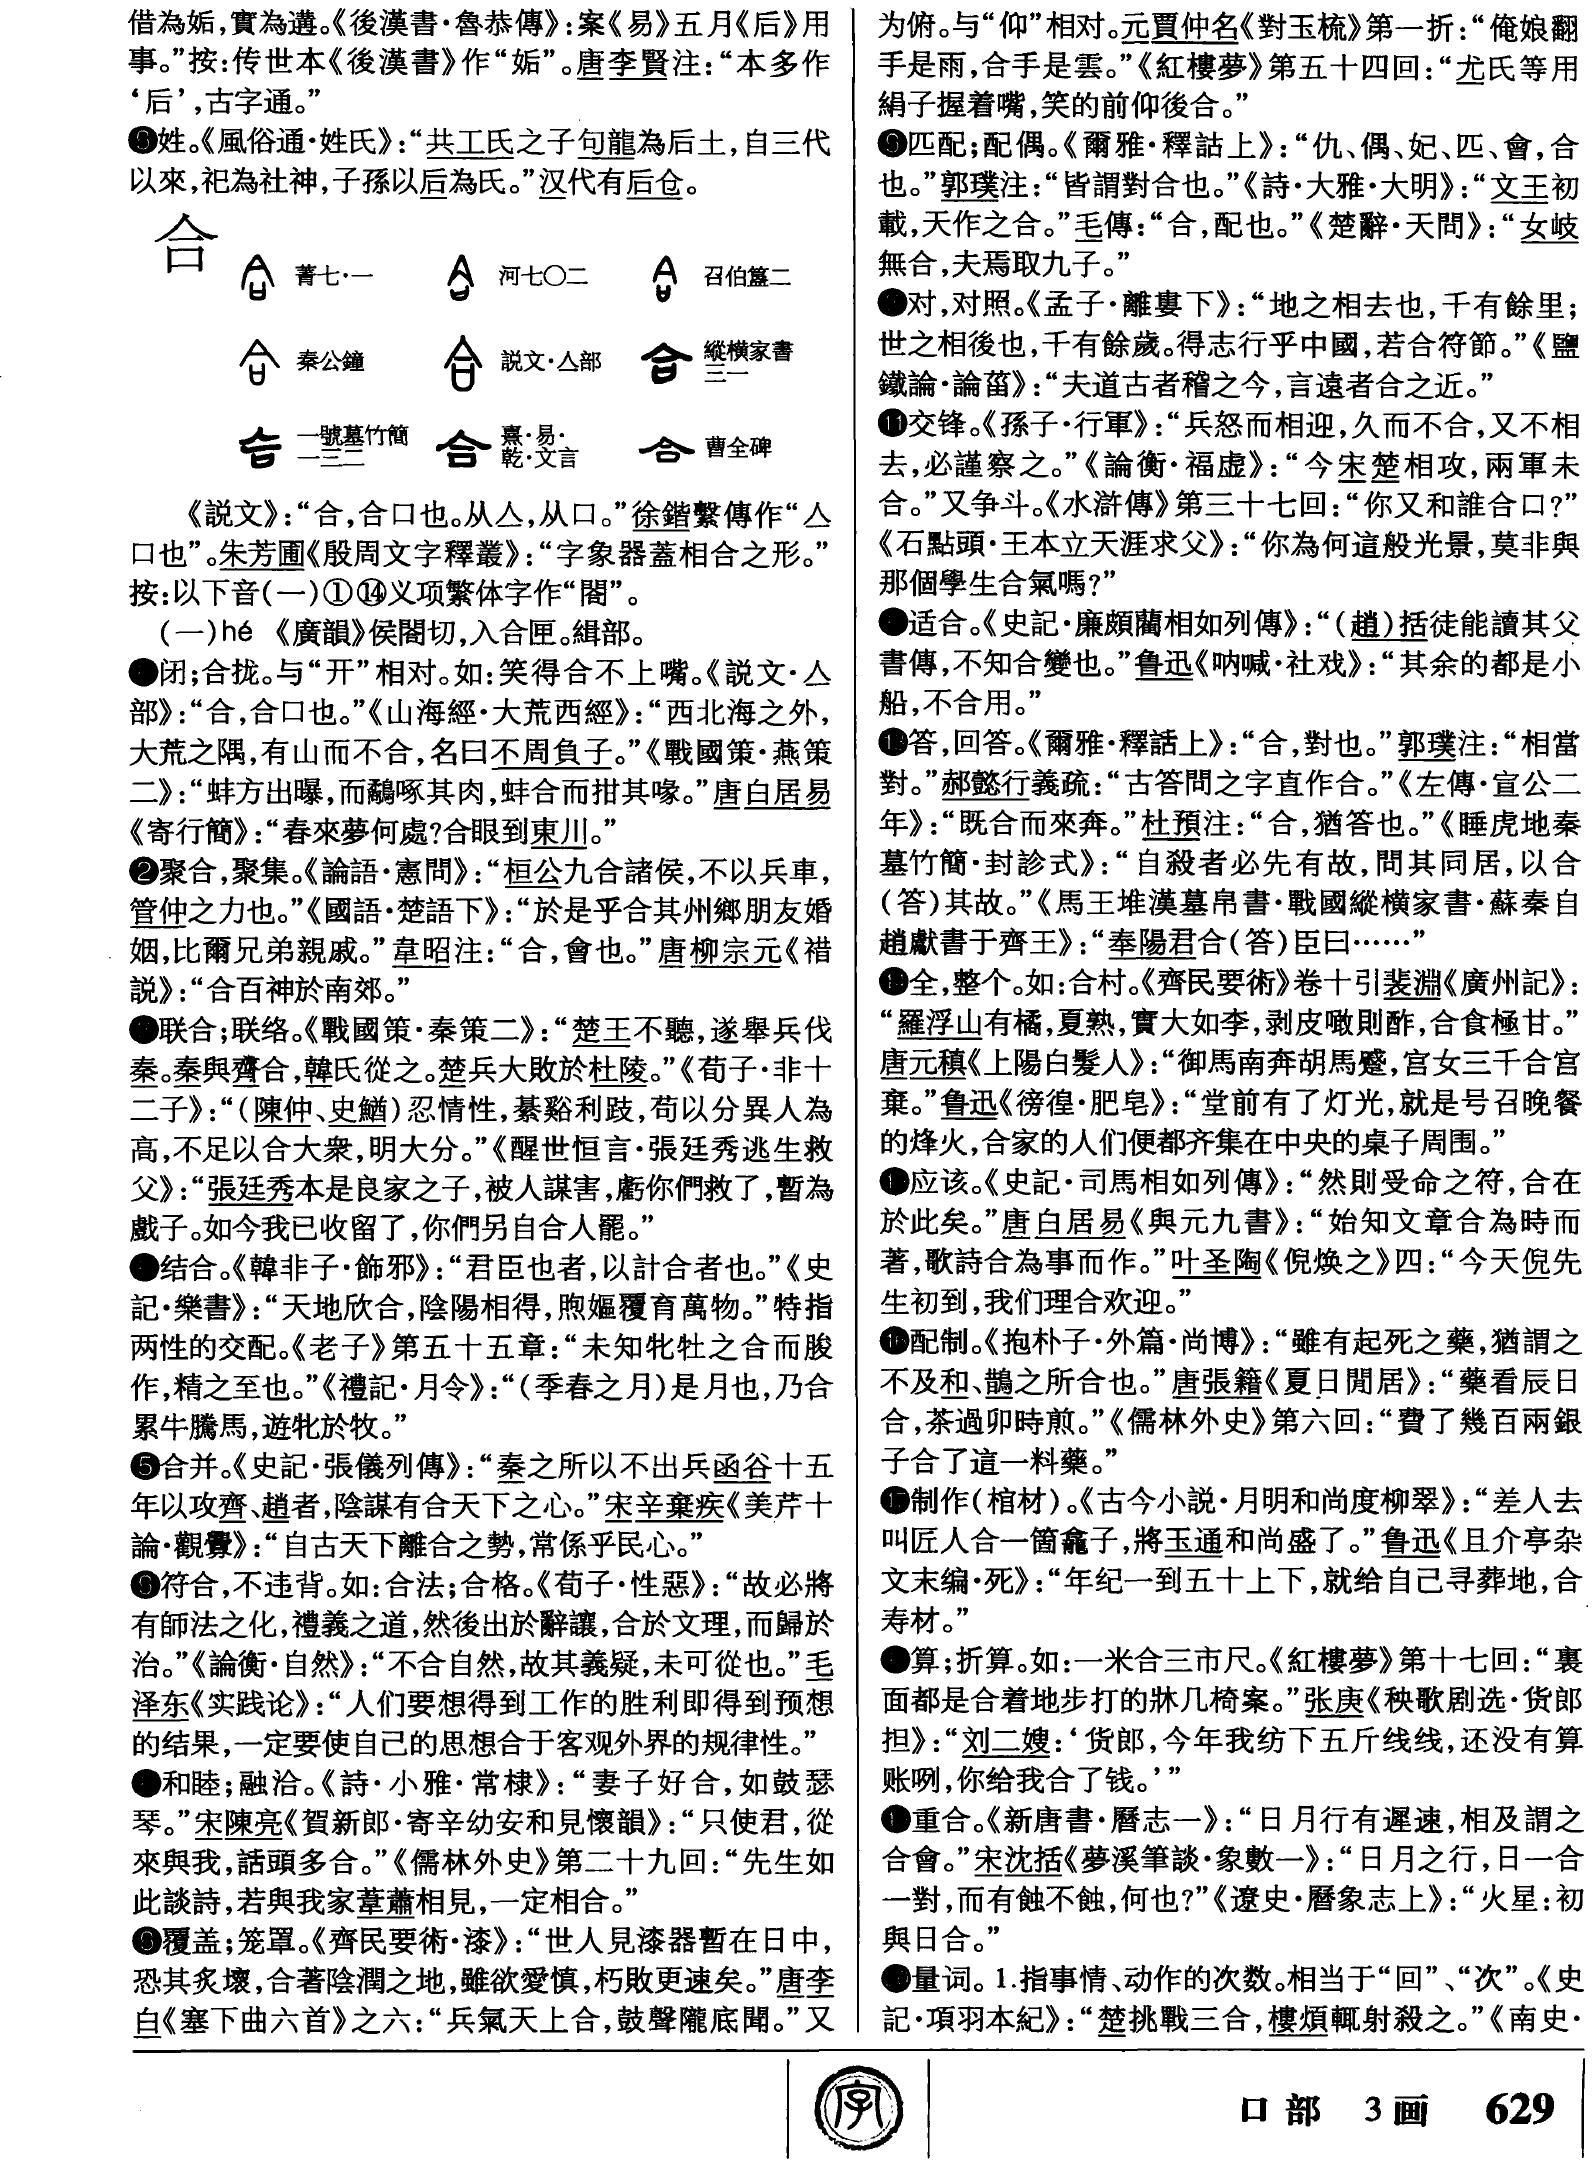 借為姤，實為遘。《後漢書·魯恭傳》：案《易》五月《后》用
事。”按：传世本《後漢書》作“姤”。唐李賢注：“本多作
‘后’，古字通。”
❻姓。《風俗通·姓氏》：“共工氏之子句龍為后土，自三代
以來，祀為社神，子孫以后為氏。”汉代有后仓。
合
菁七·一
河七〇二
召伯簋二
秦公鐘
説文·亼部
縱横家書
三一
一號墓竹簡
一三二
熹·易·
乾·文言
曹全碑
《説文》：“合，合口也。从亼，从口。”徐鍇繫傳作“亼
口也”。朱芳圃《殷周文字釋叢》：“字象器蓋相合之形。”
按：以下音(一)①⑭义项繁体字作“閤”。
(一)hé 《廣韻》侯閤切，入合匣。緝部。
❶闭；合拢。与“开”相对。如：笑得合不上嘴。《説文·亼
部》：“合，合口也。”《山海經·大荒西經》：“西北海之外，
大荒之隅，有山而不合，名曰不周負子。”《戰國策·燕策
二》：“蚌方出曝，而鷸啄其肉，蚌合而拑其喙。”唐白居易
《寄行簡》：“春來夢何處?合眼到東川。”
❷聚合，聚集。《論語·憲問》：“桓公九合諸侯，不以兵車，
管仲之力也。”《國語·楚語下》：“於是乎合其州鄉朋友婚
姻，比爾兄弟親戚。”韋昭注：“合，會也。”唐柳宗元《䄍
説》：“合百神於南郊。”
❸联合；联络。《戰國策·秦策二》：“楚王不聽，遂舉兵伐
秦。秦與齊合，韓氏從之。楚兵大敗於杜陵。”《荀子·非十
二子》：“(陳仲、史鰌)忍情性，綦谿利跂，苟以分異人為
高，不足以合大衆，明大分。”《醒世恒言·張廷秀逃生救
父》：“張廷秀本是良家之子，被人謀害，虧你們救了，暫為
戲子。如今我已收留了，你們另自合人罷。”
❹结合。《韓非子·飾邪》：“君臣也者，以計合者也。”《史
記·樂書》：“天地欣合，陰陽相得，煦嫗覆育萬物。”特指
两性的交配。《老子》第五十五章：“未知牝牡之合而朘
作，精之至也。”《禮記·月令》：“(季春之月)是月也，乃合
累牛騰馬，遊牝於牧。”
❺合并。《史記·張儀列傳》：“秦之所以不出兵函谷十五
年以攻齊、趙者，陰謀有合天下之心。”宋辛棄疾《美芹十
論·觀釁》：“自古天下離合之勢，常係乎民心。”
❻符合，不违背。如：合法；合格。《荀子·性惡》：“故必將
有師法之化，禮義之道，然後出於辭讓，合於文理，而歸於
治。”《論衡·自然》：“不合自然，故其義疑，未可從也。”毛
泽东《实践论》：“人们要想得到工作的胜利即得到预想
的结果，一定要使自己的思想合于客观外界的规律性。”
❼和睦；融洽。《詩·小雅·常棣》：“妻子好合，如鼓瑟
琴。”宋陳亮《賀新郎·寄辛幼安和見懷韻》：“只使君，從
來與我，話頭多合。”《儒林外史》第二十九回：“先生如
此談詩，若與我家葦蕭相見，一定相合。”
❽覆盖；笼罩。《齊民要術·漆》：“世人見漆器暫在日中，
恐其炙壞，合著陰潤之地，雖欲愛慎，朽敗更速矣。”唐李
白《塞下曲六首》之六：“兵氣天上合，鼓聲隴底聞。”又
为俯。与“仰”相对。元賈仲名《對玉梳》第一折：“俺娘翻
手是雨，合手是雲。”《紅樓夢》第五十四回：“尤氏等用
絹子握着嘴，笑的前仰後合。”
❾匹配；配偶。《爾雅·釋詁上》：“仇、偶、妃、匹、會，合
也。”郭璞注：“皆謂對合也。”《詩·大雅·大明》：“文王初
載，天作之合。”毛傳：“合，配也。”《楚辭·天問》：“女岐
無合，夫焉取九子。”
❿对，对照。《孟子·離婁下》：“地之相去也，千有餘里；
世之相後也，千有餘歲。得志行乎中國，若合符節。”《鹽
鐵論·論菑》：“夫道古者稽之今，言遠者合之近。”
⓫交锋。《孫子·行軍》：“兵怒而相迎，久而不合，又不相
去，必謹察之。”《論衡·福虚》：“今宋楚相攻，兩軍未
合。”又争斗。《水滸傳》第三十七回：“你又和誰合口?”
《石點頭·王本立天涯求父》：“你為何這般光景，莫非與
那個學生合氣嗎?”
⓬适合。《史記·廉頗藺相如列傳》：“(趙)括徒能讀其父
書傳，不知合變也。”鲁迅《呐喊·社戏》：“其余的都是小
船，不合用。”
⓭答，回答。《爾雅·釋詁上》：“合，對也。”郭璞注：“相當
對。”郝懿行義疏：“古答問之字直作合。”《左傳·宣公二
年》：“既合而來奔。”杜預注：“合，猶答也。”《睡虎地秦
墓竹簡·封診式》：“自殺者必先有故，問其同居，以合
(答)其故。”《馬王堆漢墓帛書·戰國縱横家書·蘇秦自
趙獻書于齊王》：“奉陽君合(答)臣曰……”
⓮全，整个。如：合村。《齊民要術》卷十引裴淵《廣州記》：
“羅浮山有橘，夏熟，實大如李，剥皮噉則酢，合食極甘。”
唐元稹《上陽白髮人》：“御馬南奔胡馬蹙，宫女三千合宫
棄。”鲁迅《彷徨·肥皂》：“堂前有了灯光，就是号召晚餐
的烽火，合家的人们便都齐集在中央的桌子周围。”
⓯应该。《史記·司馬相如列傳》：“然則受命之符，合在
於此矣。”唐白居易《與元九書》：“始知文章合為時而
著，歌詩合為事而作。”叶圣陶《倪焕之》四：“今天倪先
生初到，我们理合欢迎。”
⓰配制。《抱朴子·外篇·尚博》：“雖有起死之藥，猶謂之
不及和、鵲之所合也。”唐張籍《夏日閒居》：“藥看辰日
合，茶過卯時煎。”《儒林外史》第六回：“費了幾百兩銀
子合了這一料藥。”
⓱制作(棺材)。《古今小説·月明和尚度柳翠》：“差人去
叫匠人合一箇龕子，將玉通和尚盛了。”鲁迅《且介亭杂
文末编·死》：“年纪一到五十上下，就给自己寻葬地，合
寿材。”
⓲算；折算。如：一米合三市尺。《紅樓夢》第十七回：“裏
面都是合着地步打的牀几椅案。”张庚《秧歌剧选·货郎
担》：“刘二嫂：‘货郎，今年我纺下五斤线线，还没有算
账咧，你给我合了钱。’”
⓳重合。《新唐書·曆志一》：“日月行有遲速，相及謂之
合會。”宋沈括《夢溪筆談·象數一》：“日月之行，日一合
一對，而有蝕不蝕，何也?”《遼史·曆象志上》：“火星：初
與日合。”
⓴量词。1.指事情、动作的次数。相当于“回”、“次”。《史
記·項羽本紀》：“楚挑戰三合，樓煩輒射殺之。”《南史·
字
口部 3画 629